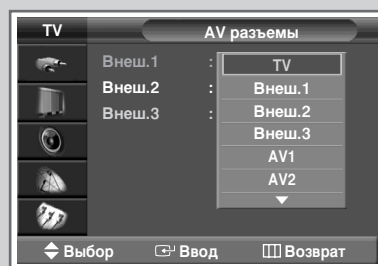 TV
AV разъемы
Внеш.1 :
Внеш.2 :
Внеш.3 :
TV
Внеш.1
Внеш.2
Внеш.3
AV1
AV2
Выбор Ввод Возврат